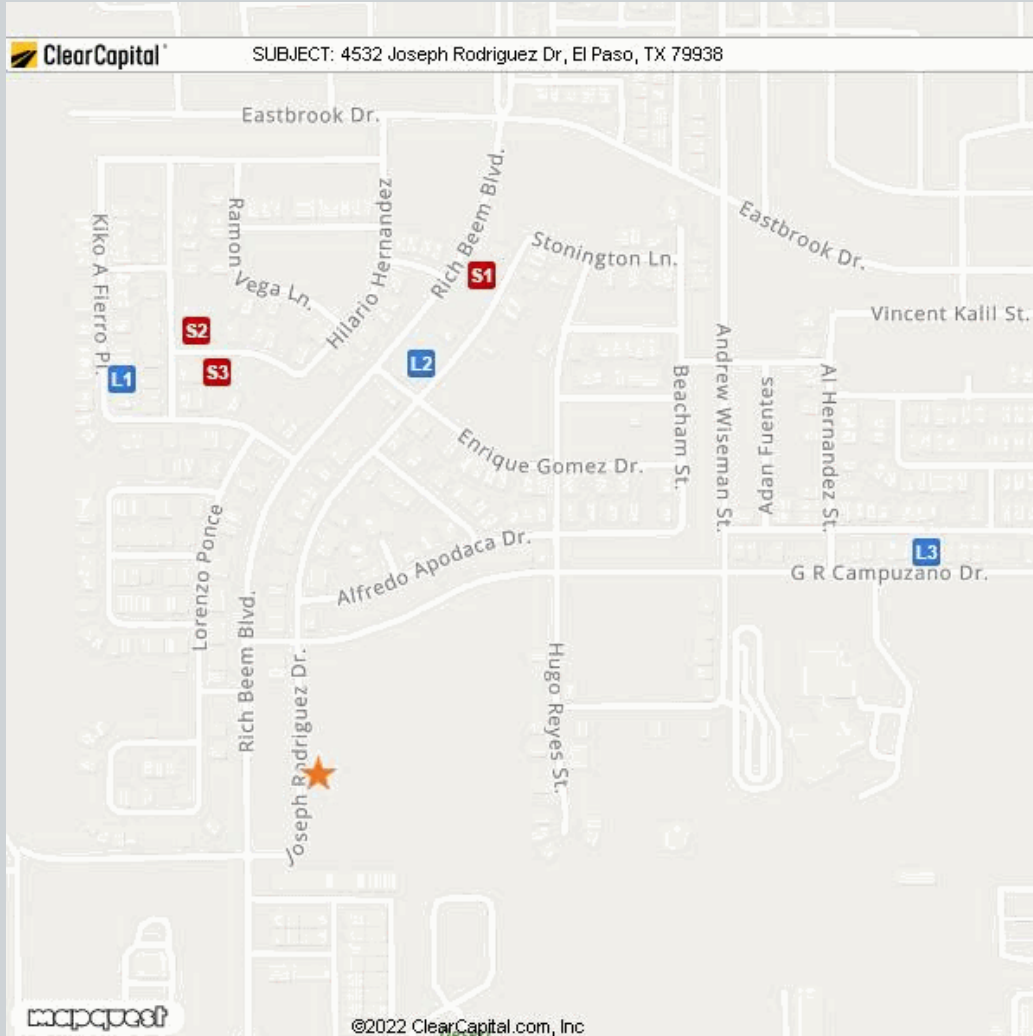 ClearCapital
SUBJECT: 4532 Joseph Rodriguez Dr, El Paso, TX 79938
Eastbrook Dr.
Kiko A Fierro Pl.
Ramon
Vega Ln.
Hilario Hernandez
Rich Beem Blvd.
Stonington Ln.
Eastbrook Dr.
S1
S2
S3
L1
L2
Vincent Kalil St.
Beacham St.
Andrew Wiseman St.
Adan Fuentes
Al Hernandez St.
Enrique Gomez Dr.
Lorenzo Ponce
Alfredo Apodaca Dr.
L3
G R Campuzano Dr.
Rich Beem Blvd.
Joseph Rodriguez Dr.
Hugo Reyes St.
mapquest
©2022 ClearCapital.com, Inc